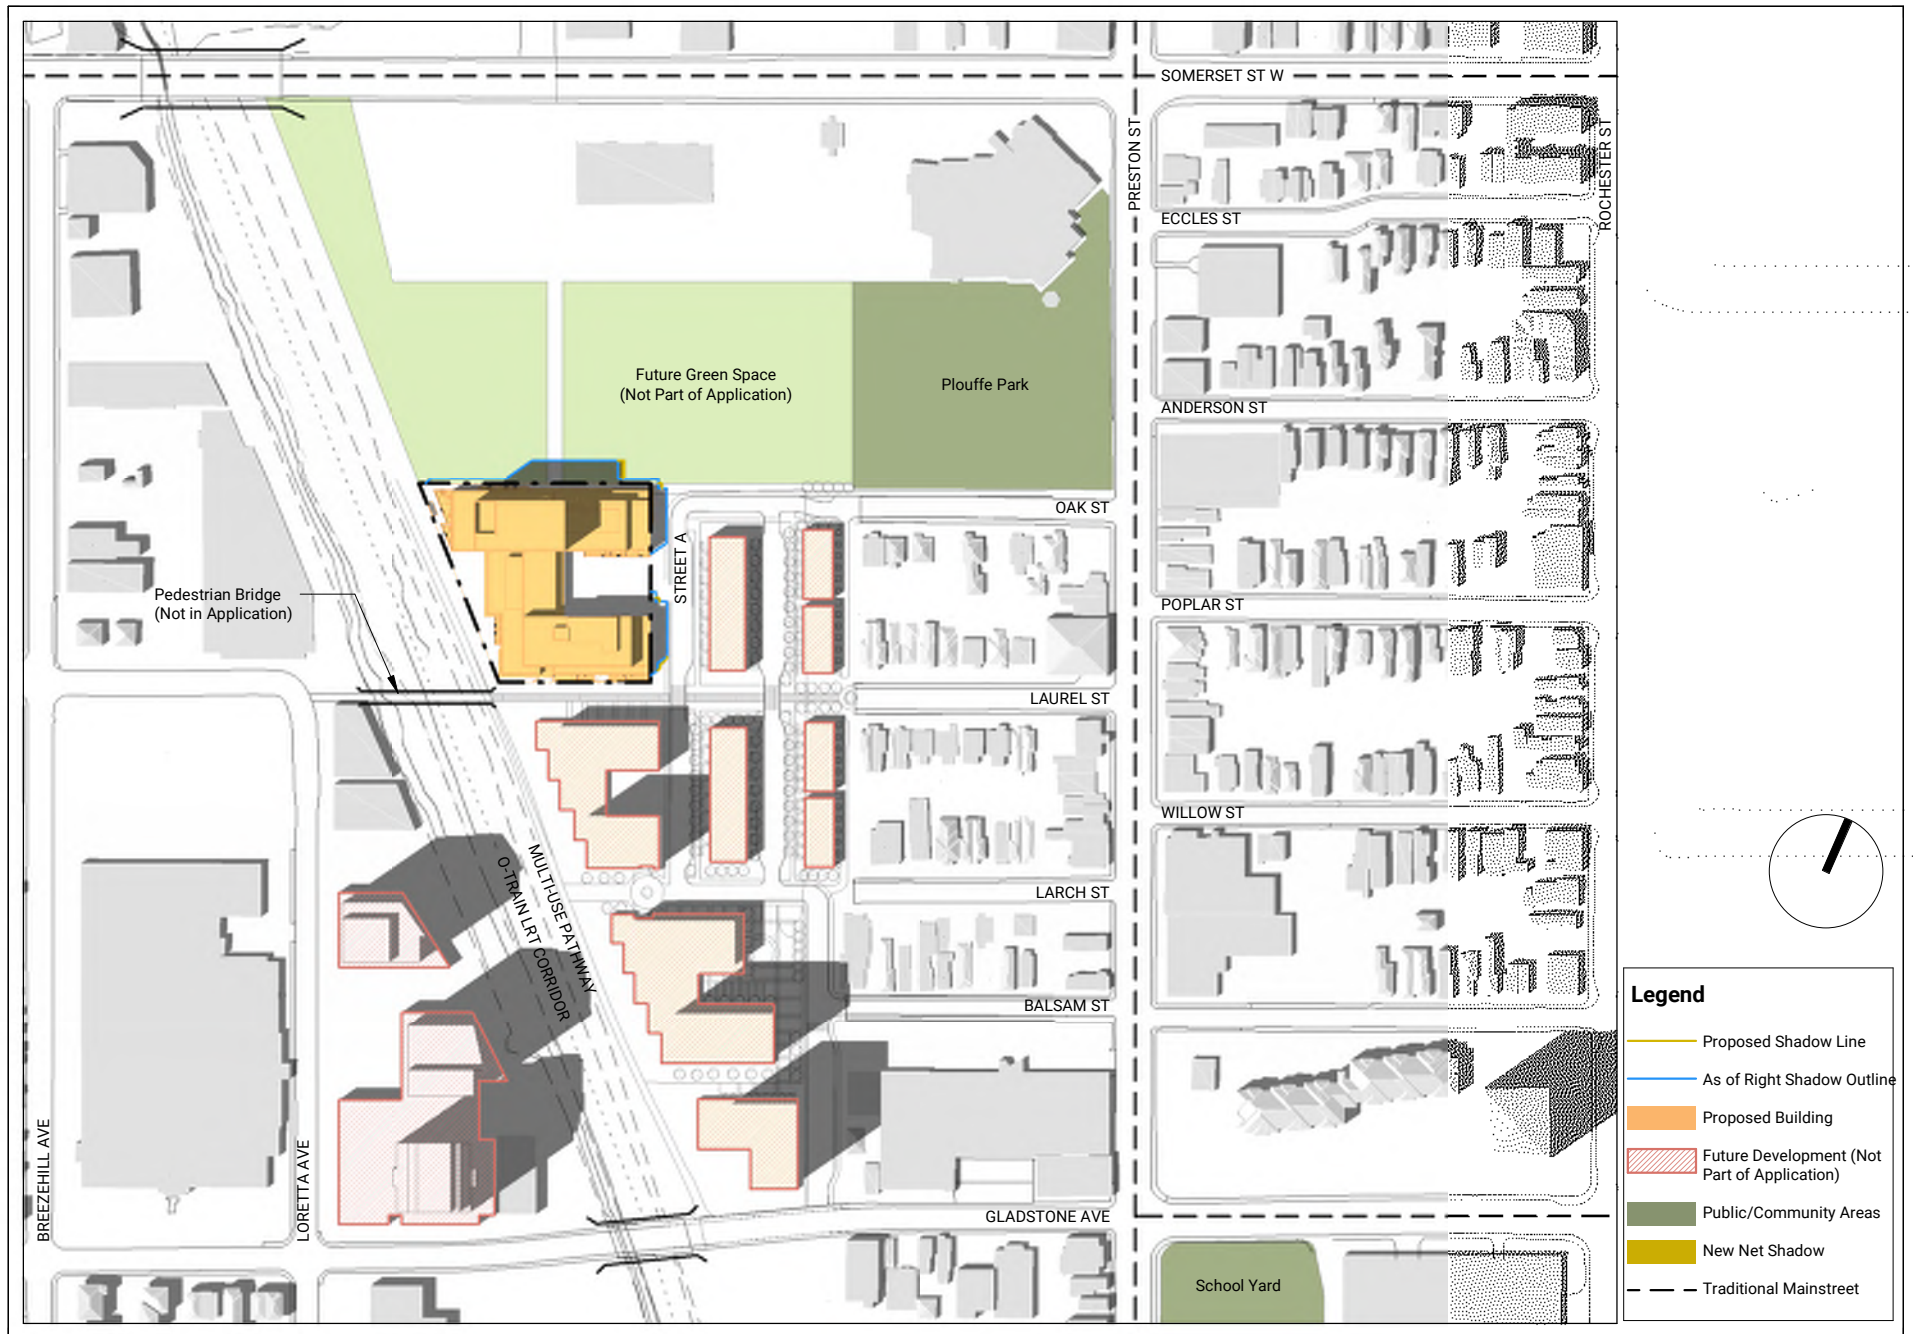 SOMERSET ST W
PRESTON ST
ROCHESTER ST
ECCLES ST
Future Green Space
(Not Part of Application)
Plouffe Park
ANDERSON ST
OAK ST
STREET A
Pedestrian Bridge
(Not in Application)
POPLAR ST
LAUREL ST
WILLOW ST
MULTI-USE PATHWAY
O-TRAIN LRT CORRIDOR
LARCH ST
BALSAM ST
BREEZEHILL AVE
LORETTA AVE
GLADSTONE AVE
School Yard
Legend
Proposed Shadow Line
As of Right Shadow Outline
Proposed Building
Future Development (Not
Part of Application)
Public/Community Areas
New Net Shadow
Traditional Mainstreet